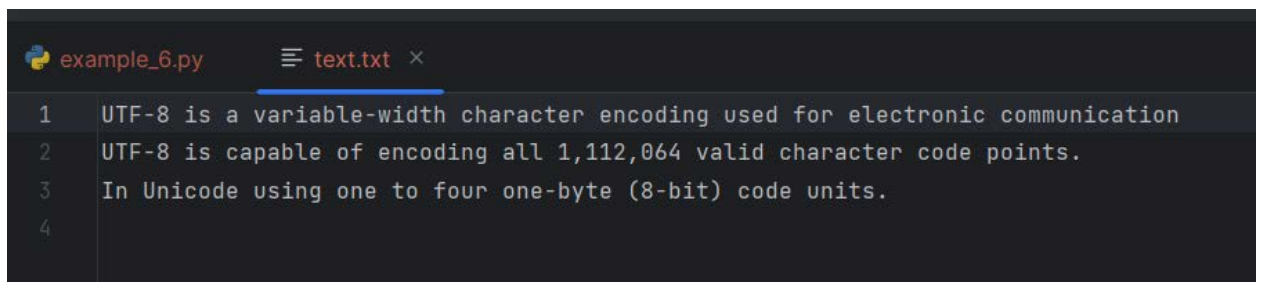 example_6.py text.txt ×
1 UTF-8 is a variable-width character encoding used for electronic communication
2 UTF-8 is capable of encoding all 1,112,064 valid character code points.
3 In Unicode using one to four one-byte (8-bit) code units.
4